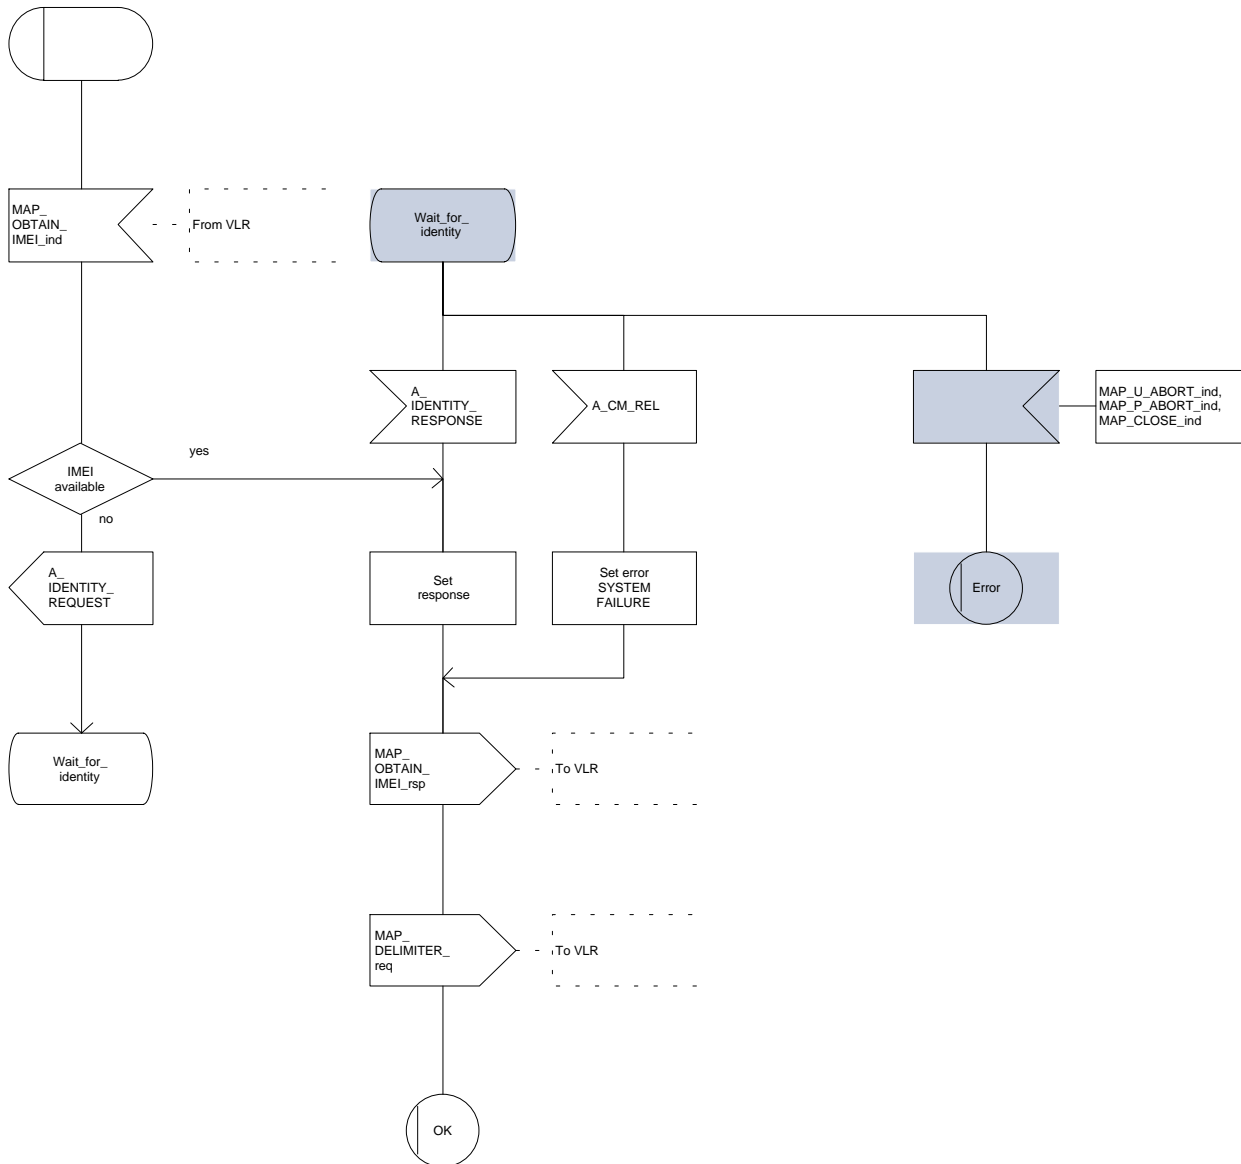 MAP_
OBTAIN_
IMEI_ind
From VLR
Wait_for_
identity
A_
IDENTITY_
RESPONSE
A_CM_REL
MAP_U_ABORT_ind,
MAP_P_ABORT_ind,
MAP_CLOSE_ind
yes
IMEI
available
no
A_
IDENTITY_
REQUEST
Set
response
Set error
SYSTEM
FAILURE
Error
Wait_for_
identity
MAP_
OBTAIN_
IMEI_rsp
To VLR
MAP_
DELIMITER_
req
To VLR
OK